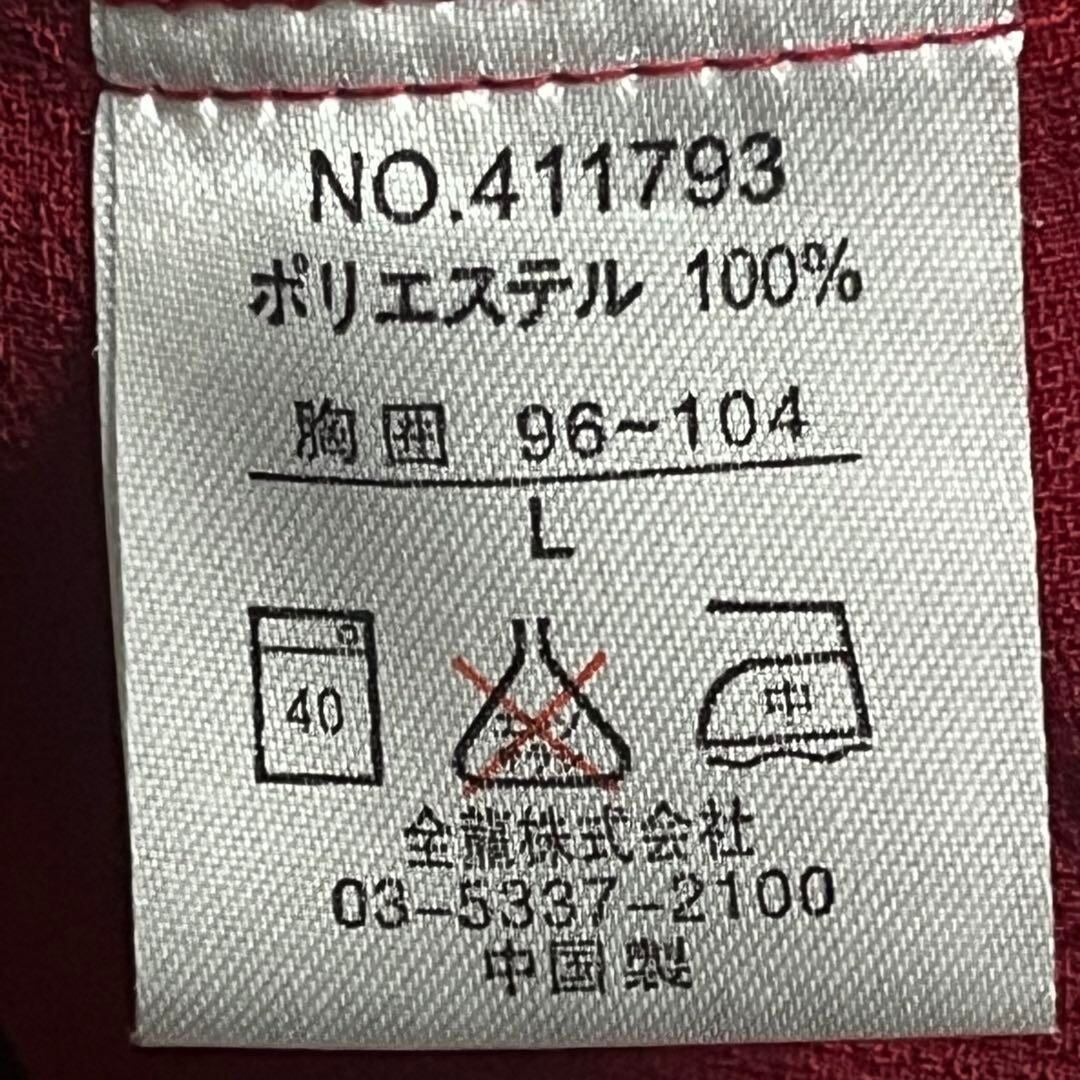 NO.411793
ポリエステル 100%
胸囲 96~104
L
40
中
全龍株式会社
03-5337-2100
中国製